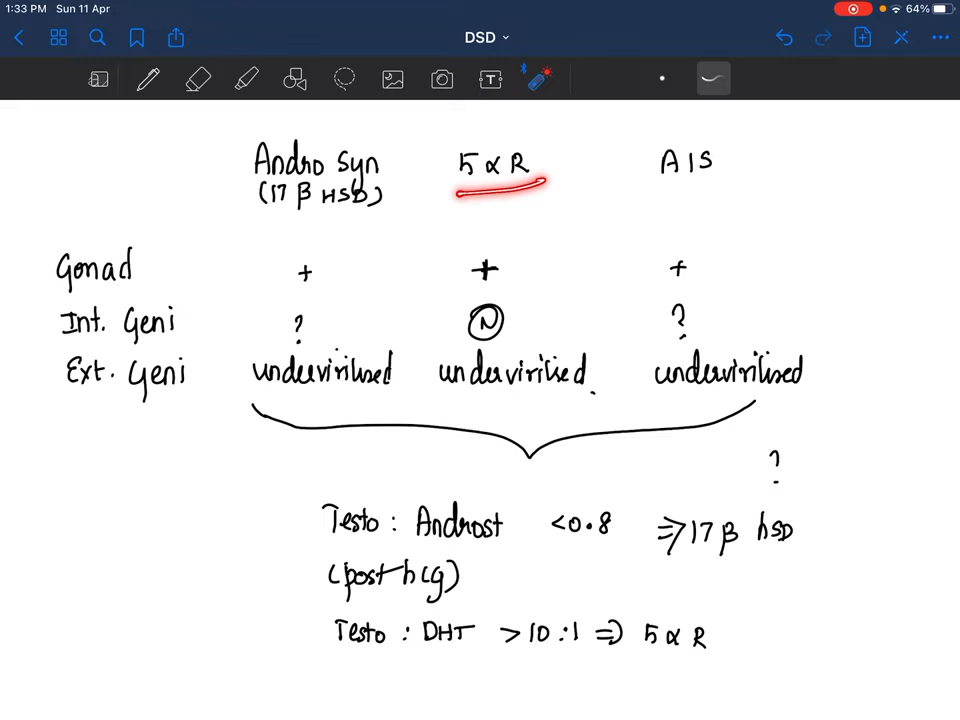 1:33 PM Sun 11 Apr 64%
DSD
T
Andro Syn 5 α R AIS
(17 β HSD)
Gonad + + +
Int. Geni ? N ?
Ext. Geni undervirilised undervirilised. undervirilised
?
Testo : Androst <0.8 ⇒ 17 β hSD
(post hCg)
Testo : DHT > 10 :1 ⇒ 5 α R